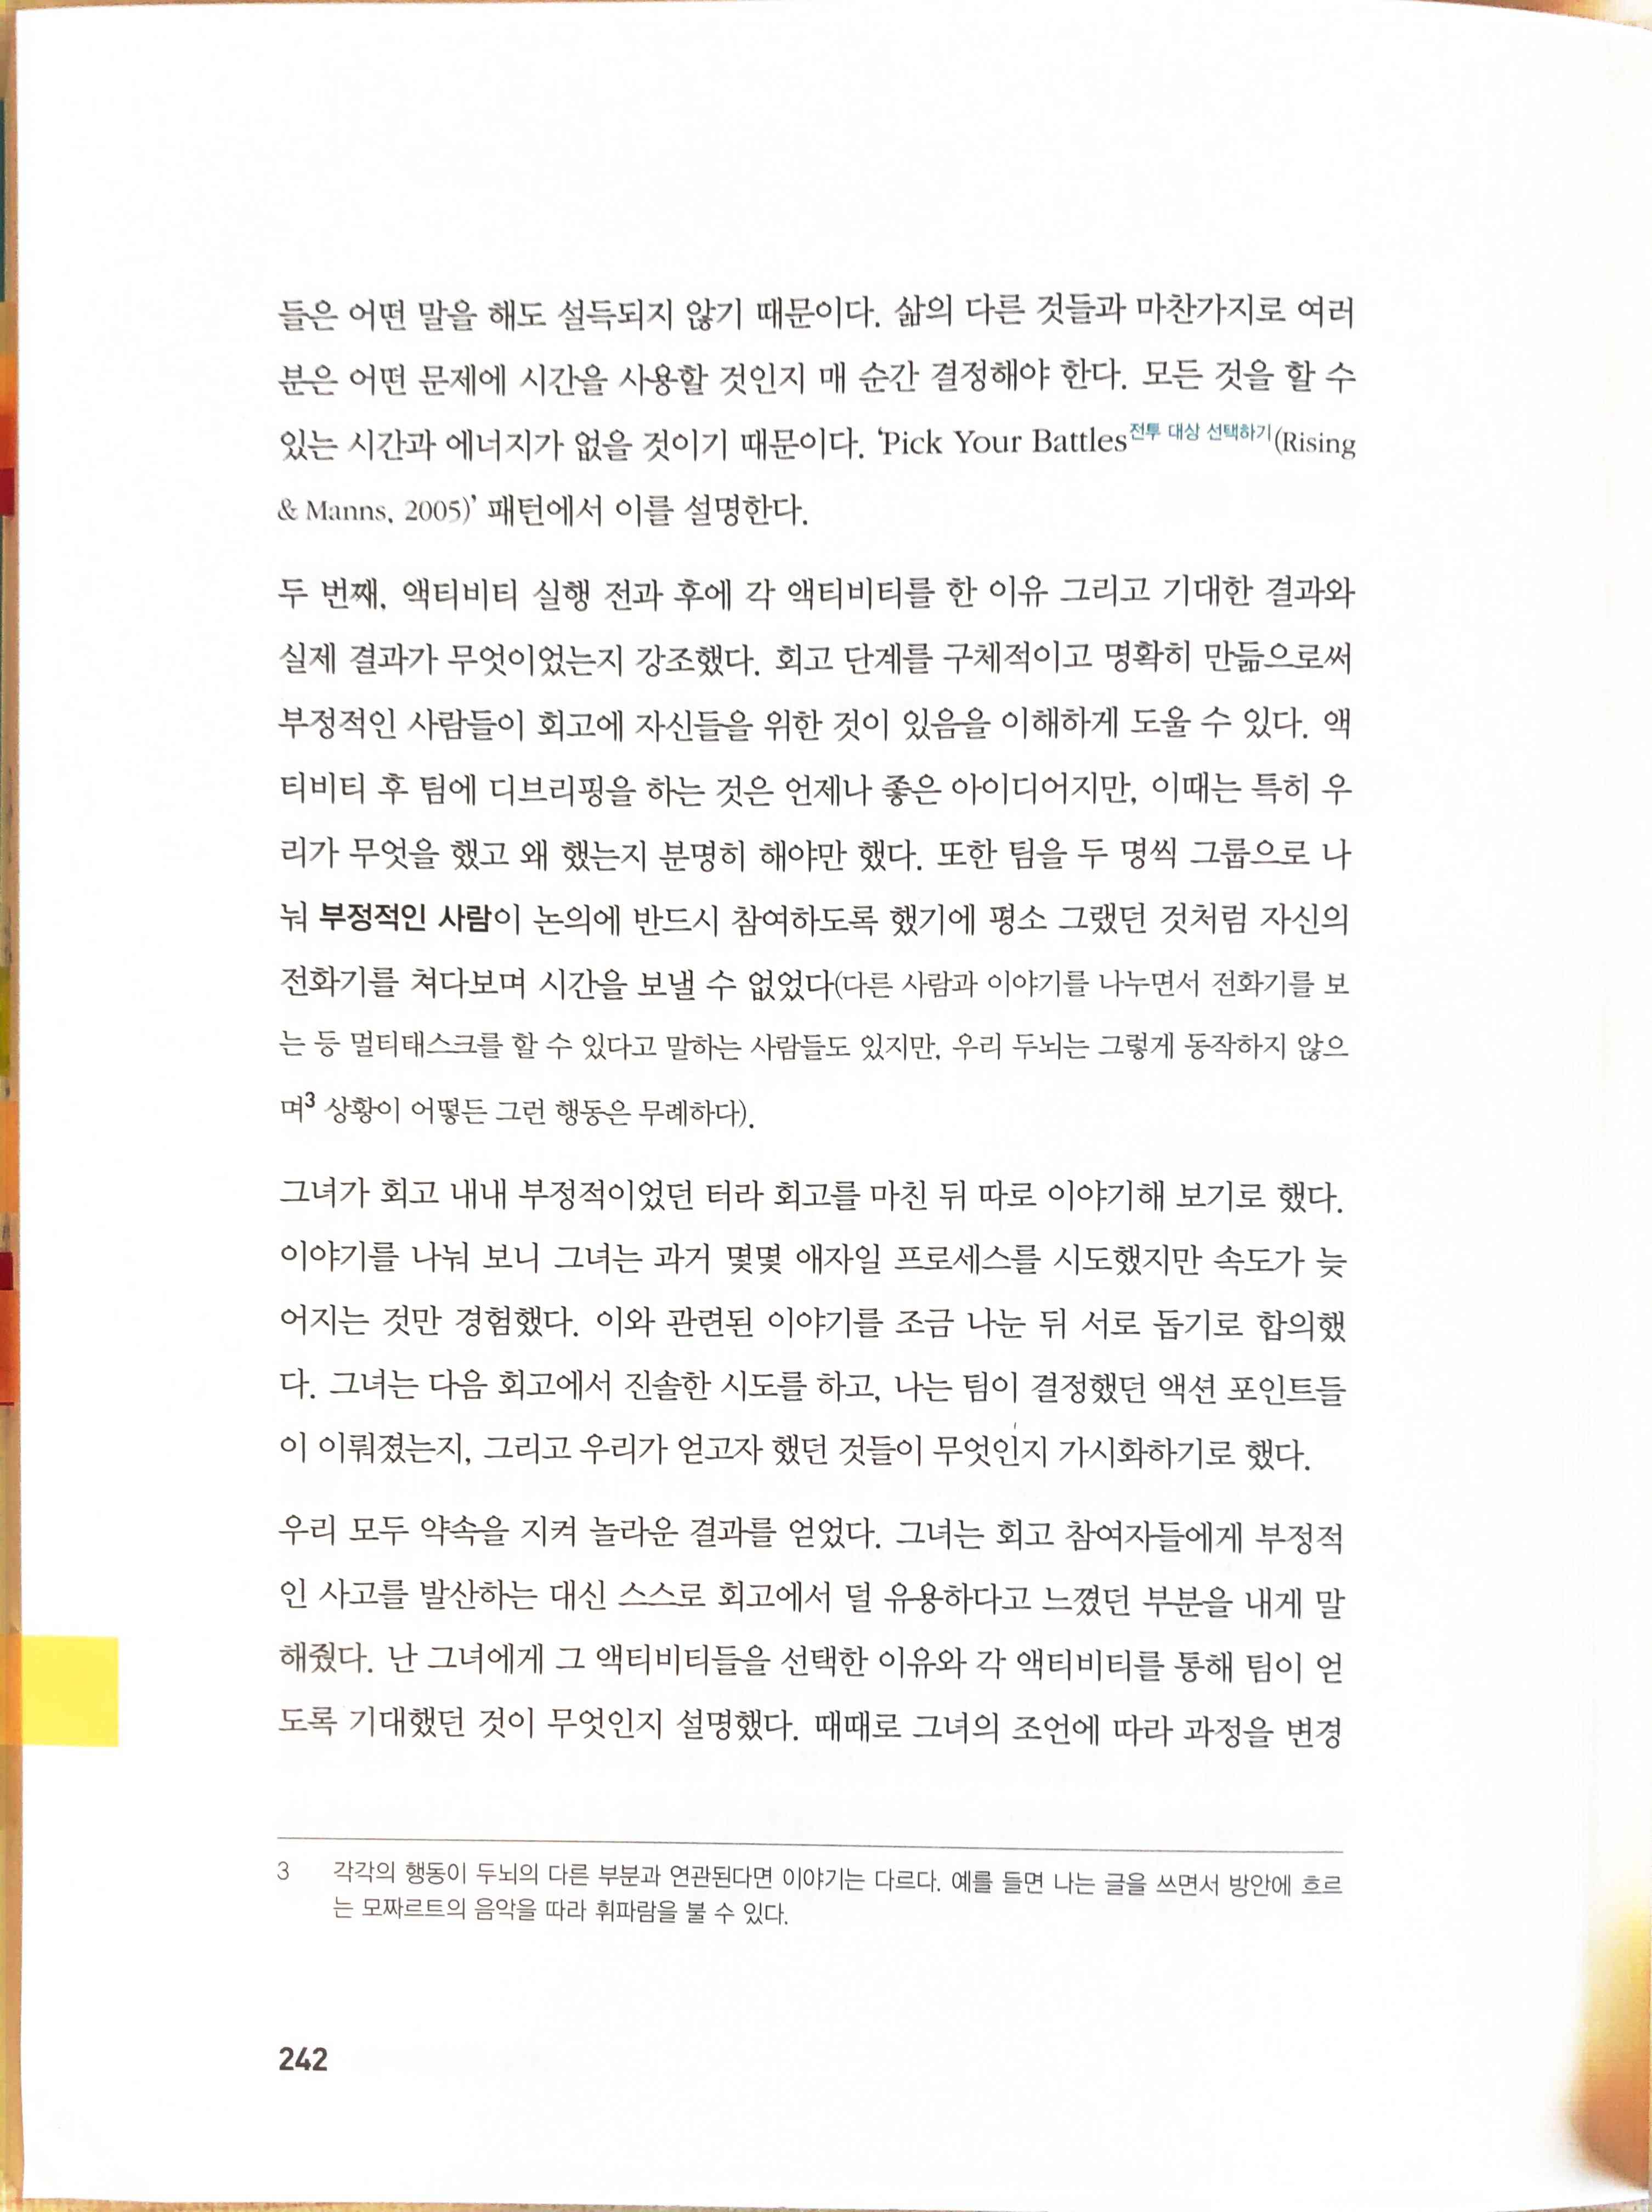 들은 어떤 말을 해도 설득되지 않기 때문이다. 삶의 다른 것들과 마찬가지로 여러
분은 어떤 문제에 시간을 사용할 것인지 매 순간 결정해야 한다. 모든 것을 할 수
있는 시간과 에너지가 없을 것이기 때문이다. ‘Pick Your Battles전투 대상 선택하기(Rising
& Manns, 2005)’ 패턴에서 이를 설명한다.
두 번째, 액티비티 실행 전과 후에 각 액티비티를 한 이유 그리고 기대한 결과와
실제 결과가 무엇이었는지 강조했다. 회고 단계를 구체적이고 명확히 만듦으로써
부정적인 사람들이 회고에 자신들을 위한 것이 있음을 이해하게 도울 수 있다. 액
티비티 후 팀에 디브리핑을 하는 것은 언제나 좋은 아이디어지만, 이때는 특히 우
리가 무엇을 했고 왜 했는지 분명히 해야만 했다. 또한 팀을 두 명씩 그룹으로 나
눠 부정적인 사람이 논의에 반드시 참여하도록 했기에 평소 그랬던 것처럼 자신의
전화기를 쳐다보며 시간을 보낼 수 없었다(다른 사람과 이야기를 나누면서 전화기를 보
는 등 멀티태스크를 할 수 있다고 말하는 사람들도 있지만, 우리 두뇌는 그렇게 동작하지 않으
며3 상황이 어떻든 그런 행동은 무례하다).
그녀가 회고 내내 부정적이었던 터라 회고를 마친 뒤 따로 이야기해 보기로 했다.
이야기를 나눠 보니 그녀는 과거 몇몇 애자일 프로세스를 시도했지만 속도가 늦
어지는 것만 경험했다. 이와 관련된 이야기를 조금 나눈 뒤 서로 돕기로 합의했
다. 그녀는 다음 회고에서 진솔한 시도를 하고, 나는 팀이 결정했던 액션 포인트들
이 이뤄졌는지, 그리고 우리가 얻고자 했던 것들이 무엇인지 가시화하기로 했다.
우리 모두 약속을 지켜 놀라운 결과를 얻었다. 그녀는 회고 참여자들에게 부정적
인 사고를 발산하는 대신 스스로 회고에서 덜 유용하다고 느꼈던 부분을 내게 말
해줬다. 난 그녀에게 그 액티비티들을 선택한 이유와 각 액티비티를 통해 팀이 얻
도록 기대했던 것이 무엇인지 설명했다. 때때로 그녀의 조언에 따라 과정을 변경
3 각각의 행동이 두뇌의 다른 부분과 연관된다면 이야기는 다르다. 예를 들면 나는 글을 쓰면서 방안에 흐르
는 모짜르트의 음악을 따라 휘파람을 불 수 있다.
242